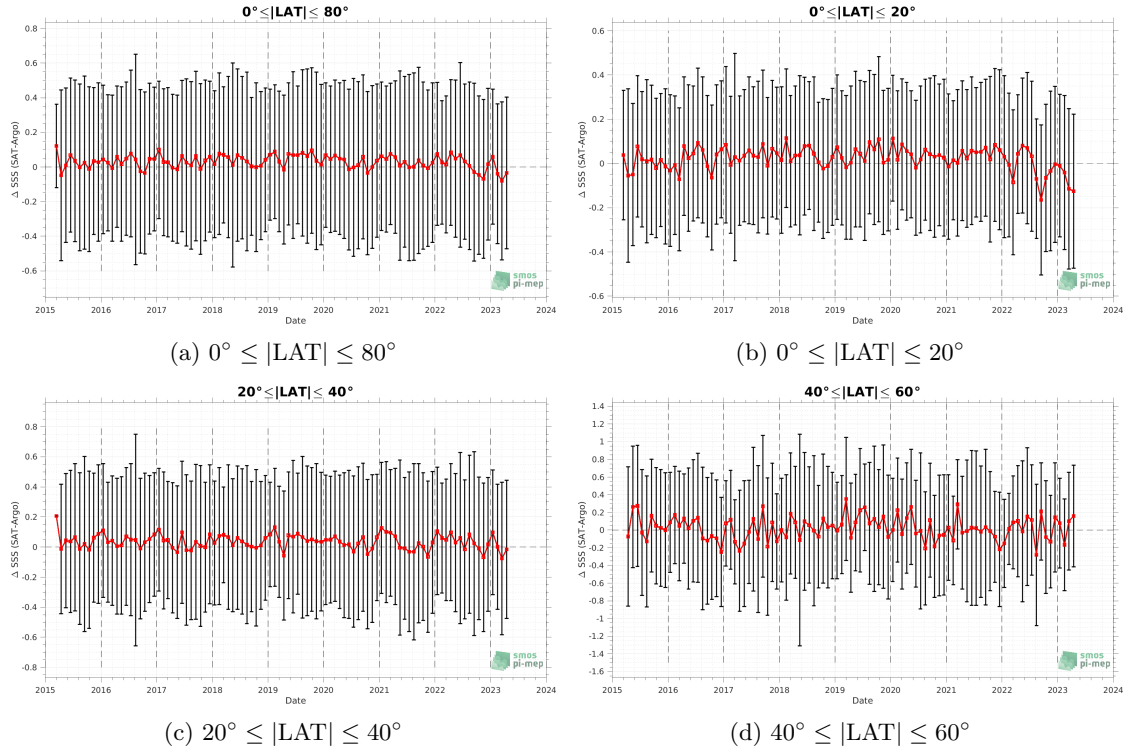 0°≤|LAT|≤ 80°
0.8
0.6
0.4
0.2
0
-0.2
-0.4
-0.6
Δ SSS (SAT-Argo)
2015 2016 2017 2018 2019 2020 2021 2022 2023 2024
Date
smos
pi-mep
(a) 0° ≤ |LAT| ≤ 80°
0°≤|LAT|≤ 20°
0.6
0.4
0.2
0
-0.2
-0.4
-0.6
Δ SSS (SAT-Argo)
2015 2016 2017 2018 2019 2020 2021 2022 2023 2024
Date
smos
pi-mep
(b) 0° ≤ |LAT| ≤ 20°
20°≤|LAT|≤ 40°
0.8
0.6
0.4
0.2
0
-0.2
-0.4
-0.6
-0.8
Δ SSS (SAT-Argo)
2015 2016 2017 2018 2019 2020 2021 2022 2023 2024
Date
smos
pi-mep
(c) 20° ≤ |LAT| ≤ 40°
40°≤|LAT|≤ 60°
1.4
1.2
1
0.8
0.6
0.4
0.2
0
-0.2
-0.4
-0.6
-0.8
-1
-1.2
-1.4
-1.6
Δ SSS (SAT-Argo)
2015 2016 2017 2018 2019 2020 2021 2022 2023 2024
Date
smos
pi-mep
(d) 40° ≤ |LAT| ≤ 60°